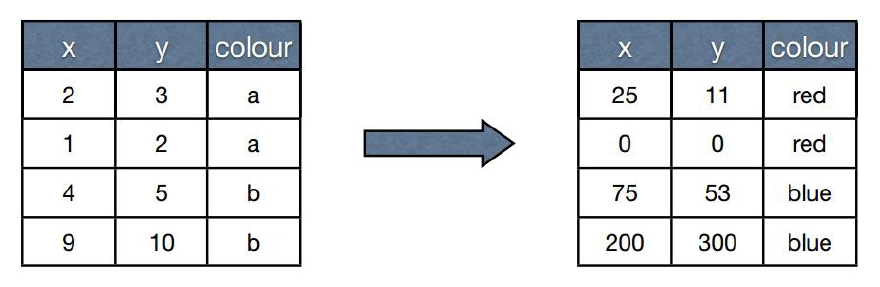 x y colour
2 3 a
1 2 a
4 5 b
9 10 b
x y colour
25 11 red
0 0 red
75 53 blue
200 300 blue